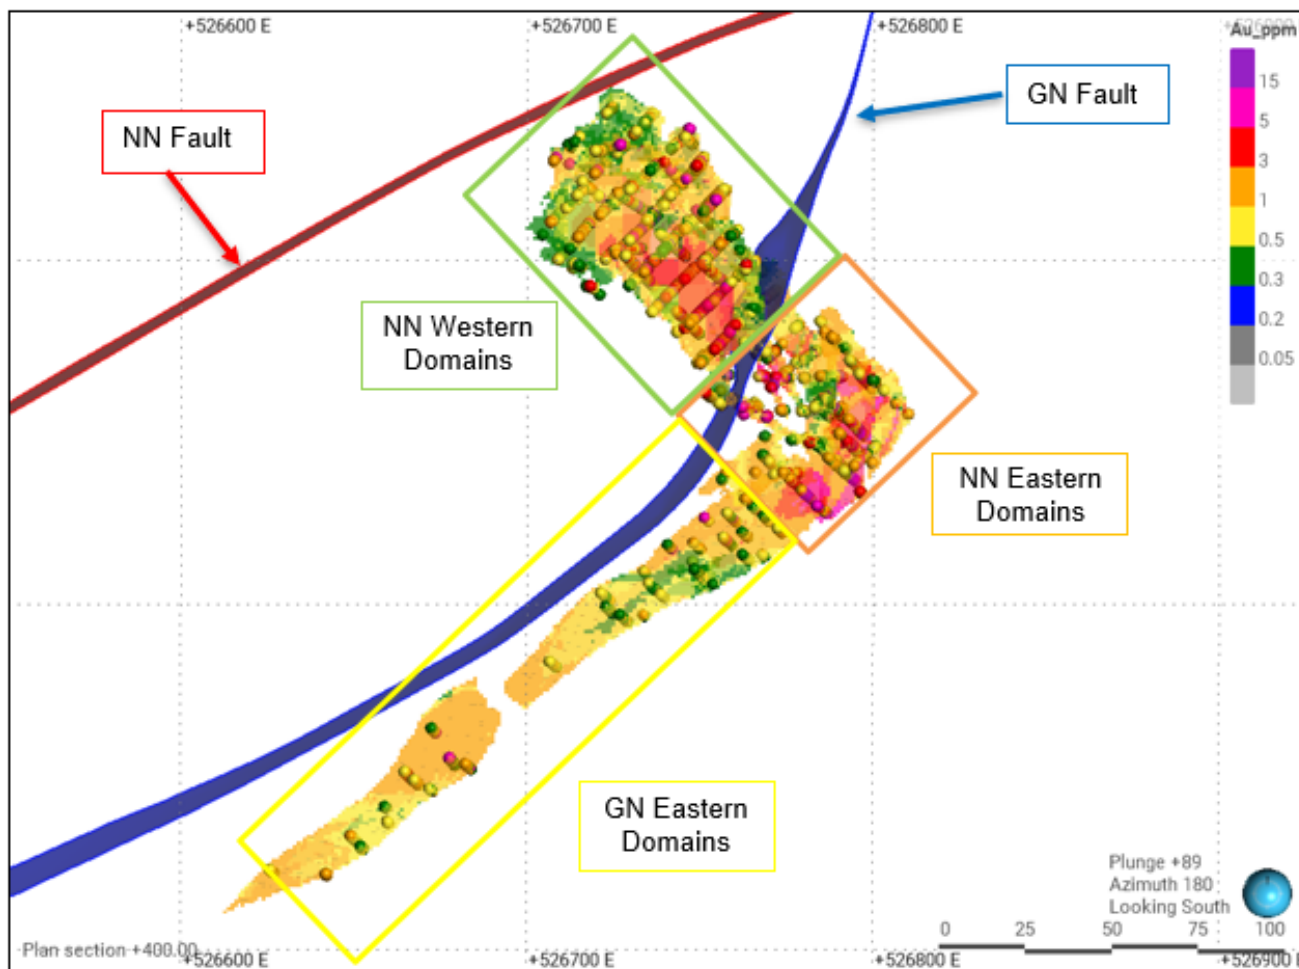 +526600 E
+526700 E
+526800 E
+526900 E
Au_ppm
15
5
3
1
0.5
0.3
0.2
0.05
GN Fault
NN Fault
NN Western
Domains
NN Eastern
Domains
GN Eastern
Domains
Plunge +89
Azimuth 180
Looking South
0 25 50 75 100
Plan section +400.00
+526600 E
+526700 E
+526800 E
+526900 E